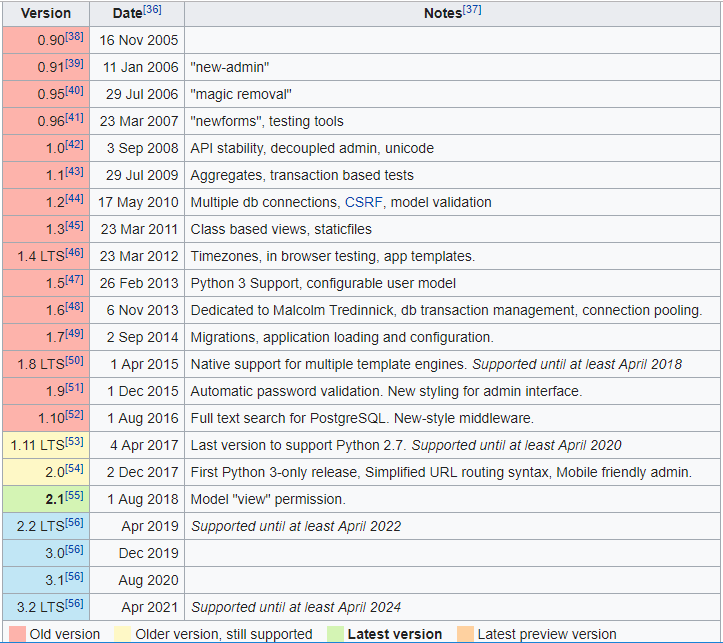 Version Date[36] Notes[37]
0.90[38] 16 Nov 2005
0.91[39] 11 Jan 2006 "new-admin"
0.95[40] 29 Jul 2006 "magic removal"
0.96[41] 23 Mar 2007 "newforms", testing tools
1.0[42] 3 Sep 2008 API stability, decoupled admin, unicode
1.1[43] 29 Jul 2009 Aggregates, transaction based tests
1.2[44] 17 May 2010 Multiple db connections, CSRF, model validation
1.3[45] 23 Mar 2011 Class based views, staticfiles
1.4 LTS[46] 23 Mar 2012 Timezones, in browser testing, app templates.
1.5[47] 26 Feb 2013 Python 3 Support, configurable user model
1.6[48] 6 Nov 2013 Dedicated to Malcolm Tredinnick, db transaction management, connection pooling.
1.7[49] 2 Sep 2014 Migrations, application loading and configuration.
1.8 LTS[50] 1 Apr 2015 Native support for multiple template engines. Supported until at least April 2018
1.9[51] 1 Dec 2015 Automatic password validation. New styling for admin interface.
1.10[52] 1 Aug 2016 Full text search for PostgreSQL. New-style middleware.
1.11 LTS[53] 4 Apr 2017 Last version to support Python 2.7. Supported until at least April 2020
2.0[54] 2 Dec 2017 First Python 3-only release, Simplified URL routing syntax, Mobile friendly admin.
2.1[55] 1 Aug 2018 Model "view" permission.
2.2 LTS[56] Apr 2019 Supported until at least April 2022
3.0[56] Dec 2019
3.1[56] Aug 2020
3.2 LTS[56] Apr 2021 Supported until at least April 2024
Old version Older version, still supported Latest version Latest preview version